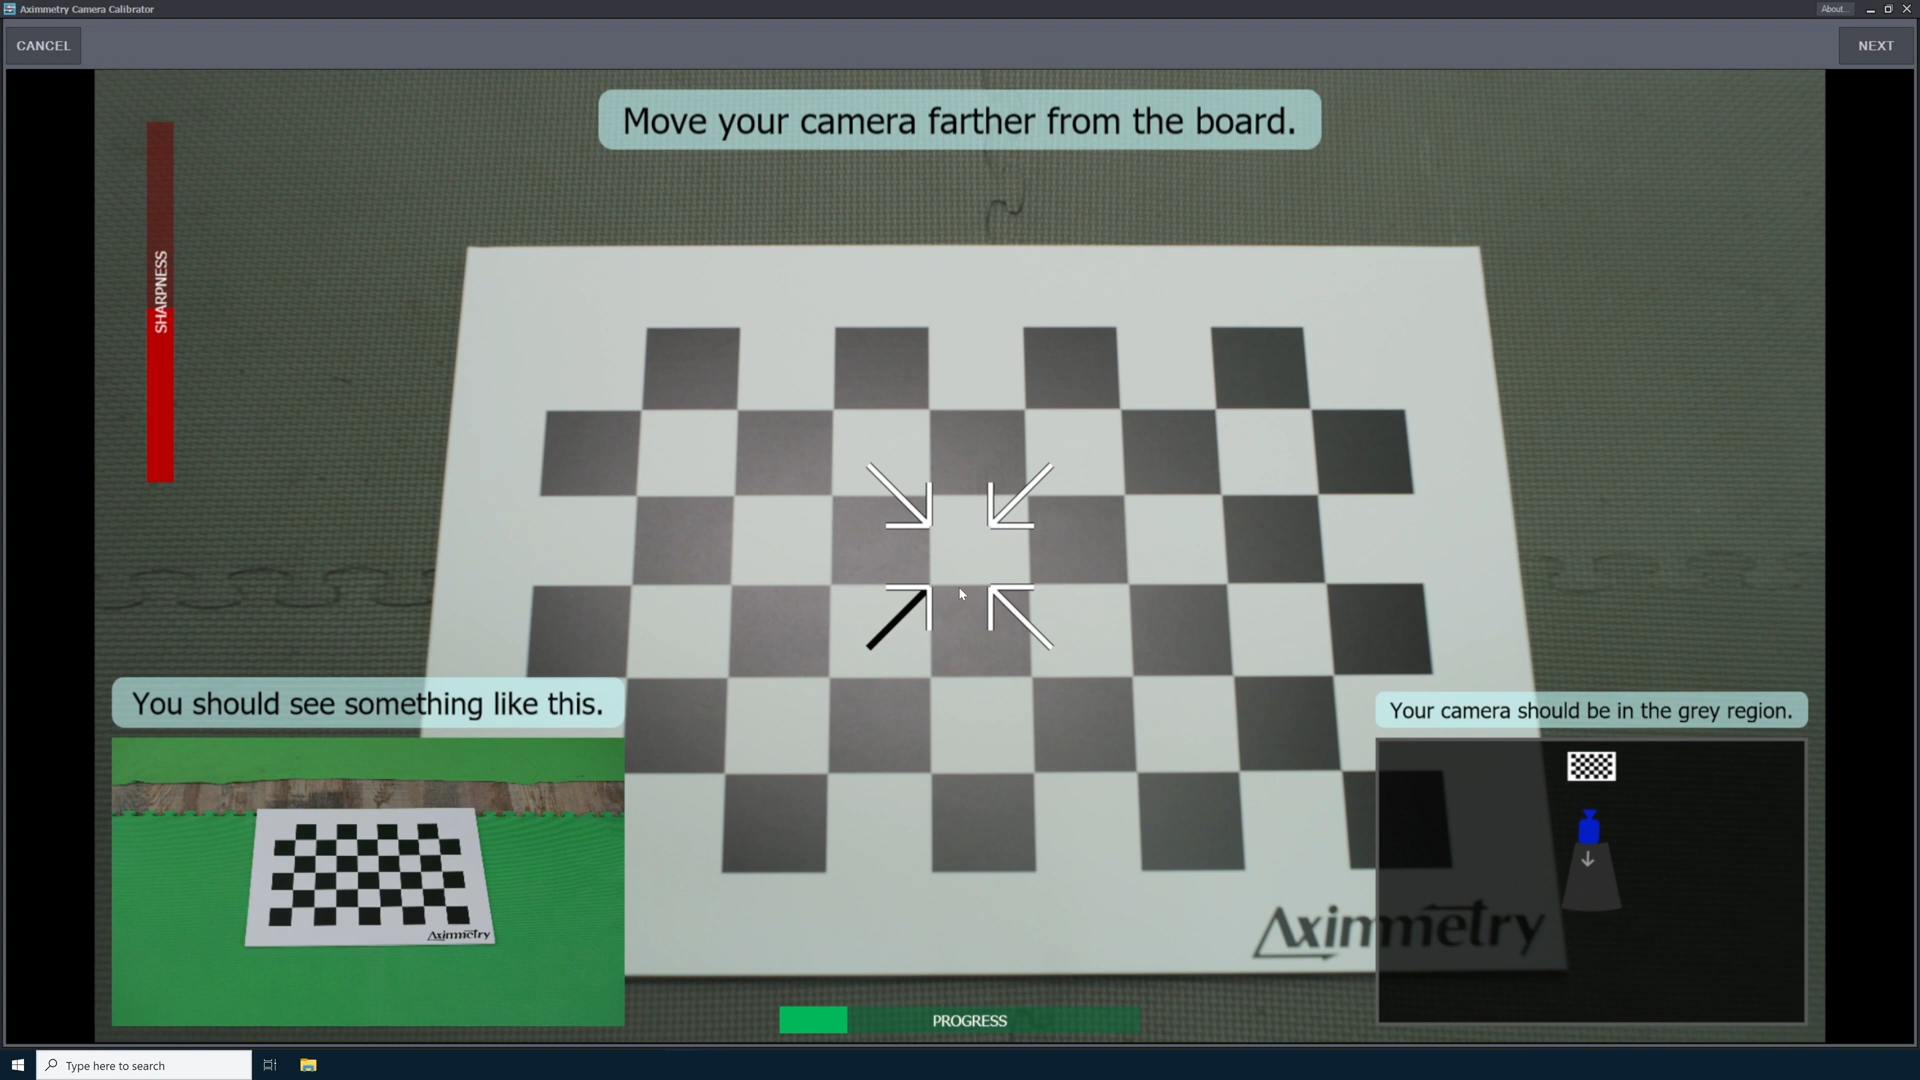 Aximmetry Camera Calibrator
About...
CANCEL
NEXT
Move your camera farther from the board.
SHARPNESS
You should see something like this.
Your camera should be in the grey region.
Aximmetry
Aximmetry
PROGRESS
Type here to search